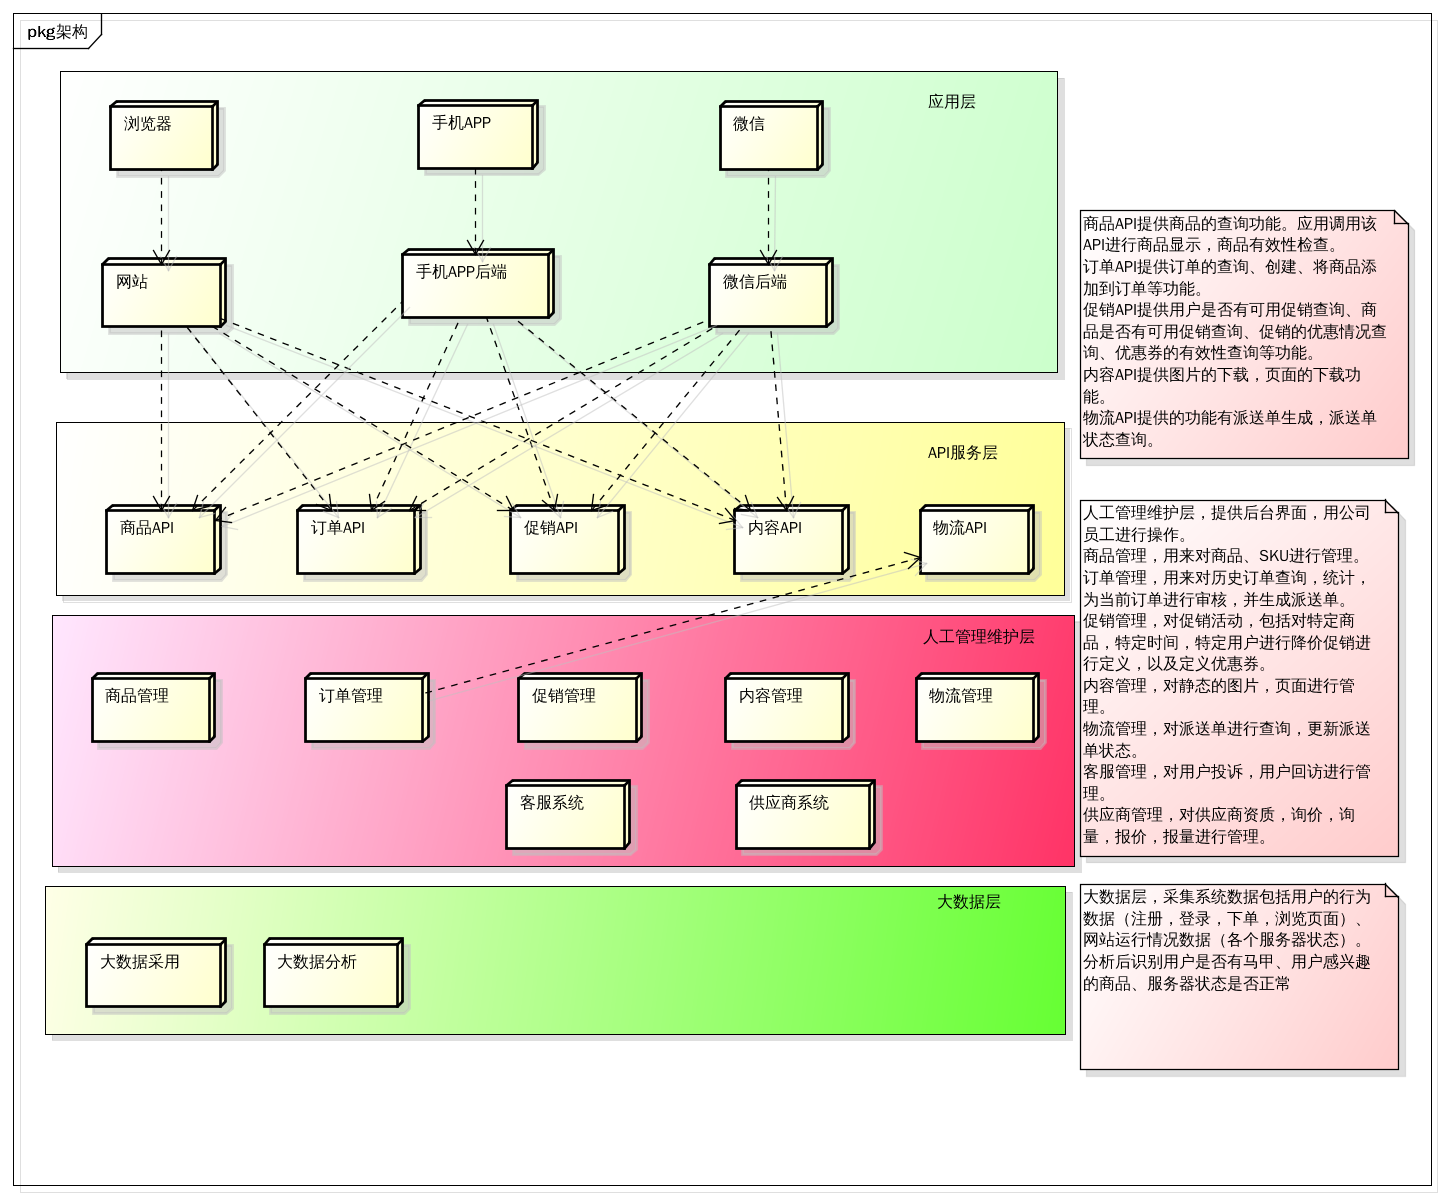 pkg架构
应用层
浏览器
手机APP
微信
网站
手机APP后端
微信后端
API服务层
商品API
订单API
促销API
内容API
物流API
人工管理维护层
商品管理
订单管理
促销管理
内容管理
物流管理
客服系统
供应商系统
大数据层
大数据采用
大数据分析
商品API提供商品的查询功能。应用调用该
API进行商品显示，商品有效性检查。
订单API提供订单的查询、创建、将商品添
加到订单等功能。
促销API提供用户是否有可用促销查询、商
品是否有可用促销查询、促销的优惠情况查
询、优惠券的有效性查询等功能。
内容API提供图片的下载，页面的下载功
能。
物流API提供的功能有派送单生成，派送单
状态查询。
人工管理维护层，提供后台界面，用公司
员工进行操作。
商品管理，用来对商品、SKU进行管理。
订单管理，用来对历史订单查询，统计，
为当前订单进行审核，并生成派送单。
促销管理，对促销活动，包括对特定商
品，特定时间，特定用户进行降价促销进
行定义，以及定义优惠券。
内容管理，对静态的图片，页面进行管
理。
物流管理，对派送单进行查询，更新派送
单状态。
客服管理，对用户投诉，用户回访进行管
理。
供应商管理，对供应商资质，询价，询
量，报价，报量进行管理。
大数据层，采集系统数据包括用户的行为
数据（注册，登录，下单，浏览页面）、
网站运行情况数据（各个服务器状态）。
分析后识别用户是否有马甲、用户感兴趣
的商品、服务器状态是否正常